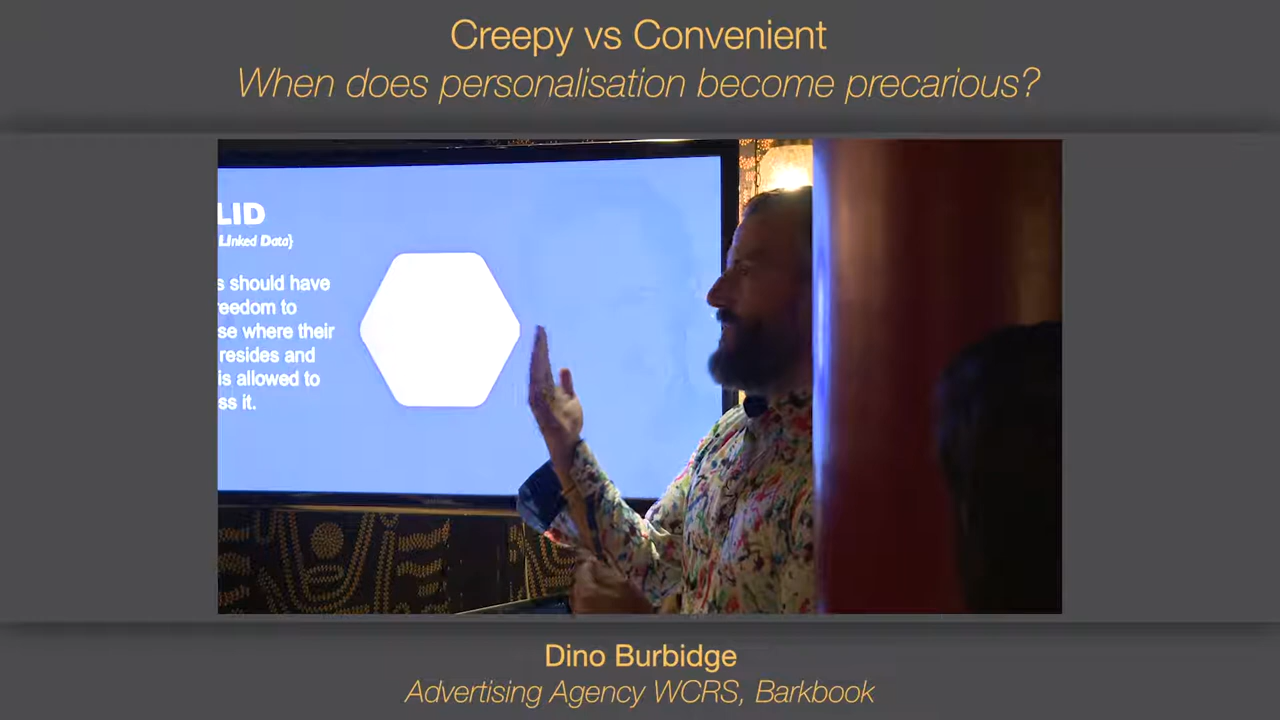 Creepy vs Convenient
When does personalisation become precarious?
LID
Linked Data}
s should have
reedom to
se where their
resides and
is allowed to
ss it.
Dino Burbidge
Advertising Agency WCRS, Barkbook